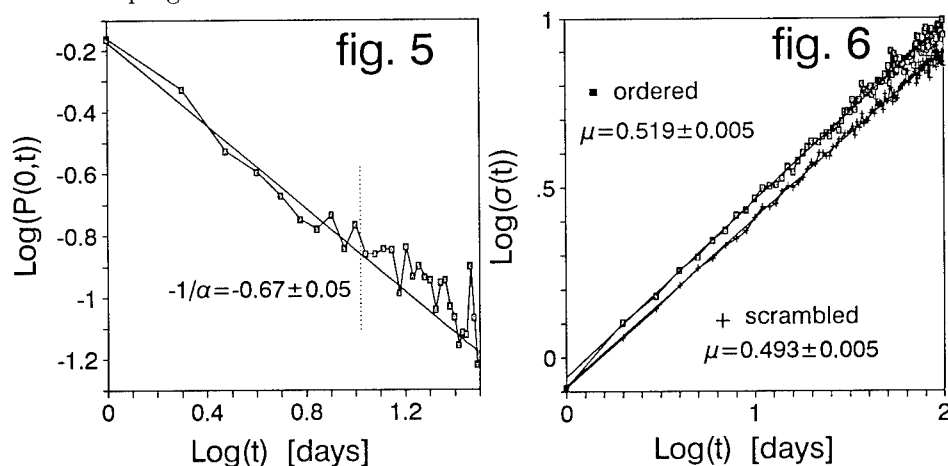 fig. 5
Log(P(0,t)
-0.2
-0.4
-0.6
-0.8
-1
-1.2
-1/α=-0.67±0.05
0 0.4 0.8 1.2
Log(t) [days]
fig. 6
Log(σ(t))
1
.5
0
ordered
μ=0.519±0.005
scrambled
μ=0.493±0.005
0 1 2
Log(t) [days]